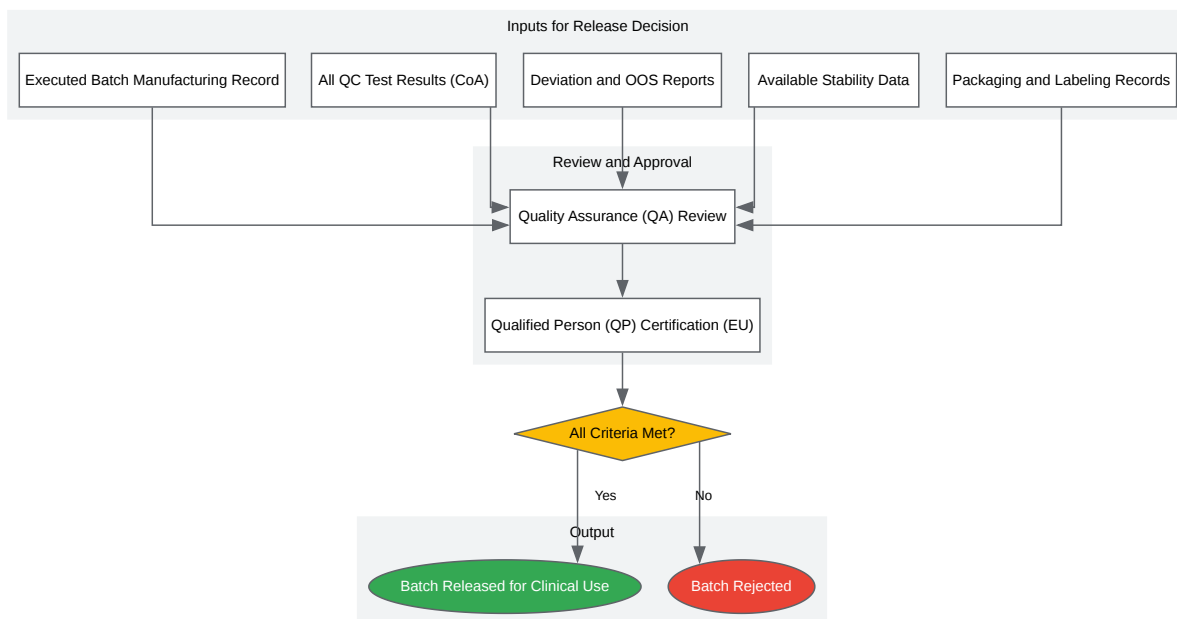 Inputs for Release Decision
Executed Batch Manufacturing Record
All QC Test Results (CoA)
Deviation and OOS Reports
Available Stability Data
Packaging and Labeling Records
Review and Approval
Quality Assurance (QA) Review
Qualified Person (QP) Certification (EU)
All Criteria Met?
Yes
No
Output
Batch Released for Clinical Use
Batch Rejected